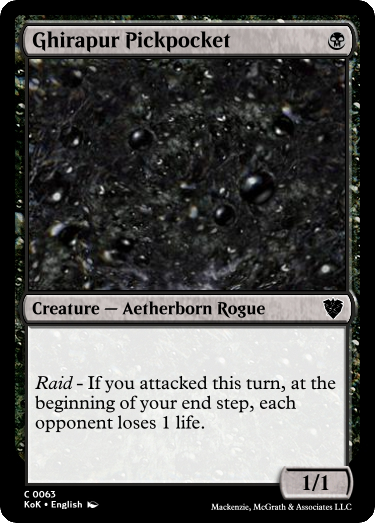 Ghirapur Pickpocket
Creature — Aetherborn Rogue
Raid - If you attacked this turn, at the
beginning of your end step, each
opponent loses 1 life.
1/1
C 0063
KoK • English
Mackenzie, McGrath & Associates LLC